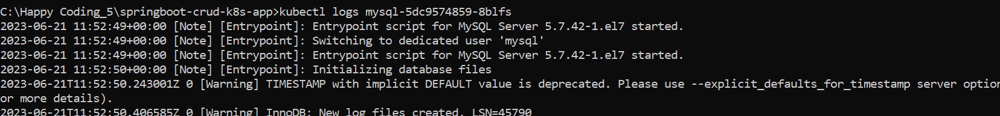 C:\Happy Coding_5\springboot-crud-k8s-app>kubectl logs mysql-5dc9574859-8blfs
2023-06-21 11:52:49+00:00 [Note] [Entrypoint]: Entrypoint script for MySQL Server 5.7.42-1.el7 started.
2023-06-21 11:52:49+00:00 [Note] [Entrypoint]: Switching to dedicated user 'mysql'
2023-06-21 11:52:49+00:00 [Note] [Entrypoint]: Entrypoint script for MySQL Server 5.7.42-1.el7 started.
2023-06-21 11:52:50+00:00 [Note] [Entrypoint]: Initializing database files
2023-06-21T11:52:50.243001Z 0 [Warning] TIMESTAMP with implicit DEFAULT value is deprecated. Please use --explicit_defaults_for_timestamp server option
or more details).
2023-06-21T11:52:50.406585Z 0 [Warning] InnoDB: New log files created, LSN=45790